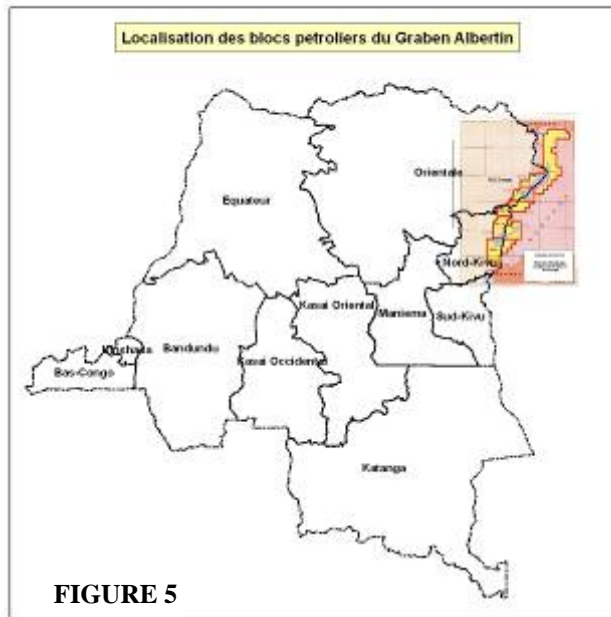 Localisation des blocs petroliers du Graben Albertin
Orientale
Equateur
Nord-Kivu
Kasai Oriental
Maniema
Sud-Kivu
Kinshasa
Bandundu
Kasai Occidental
Bas-Congo
Katanga
FIGURE 5